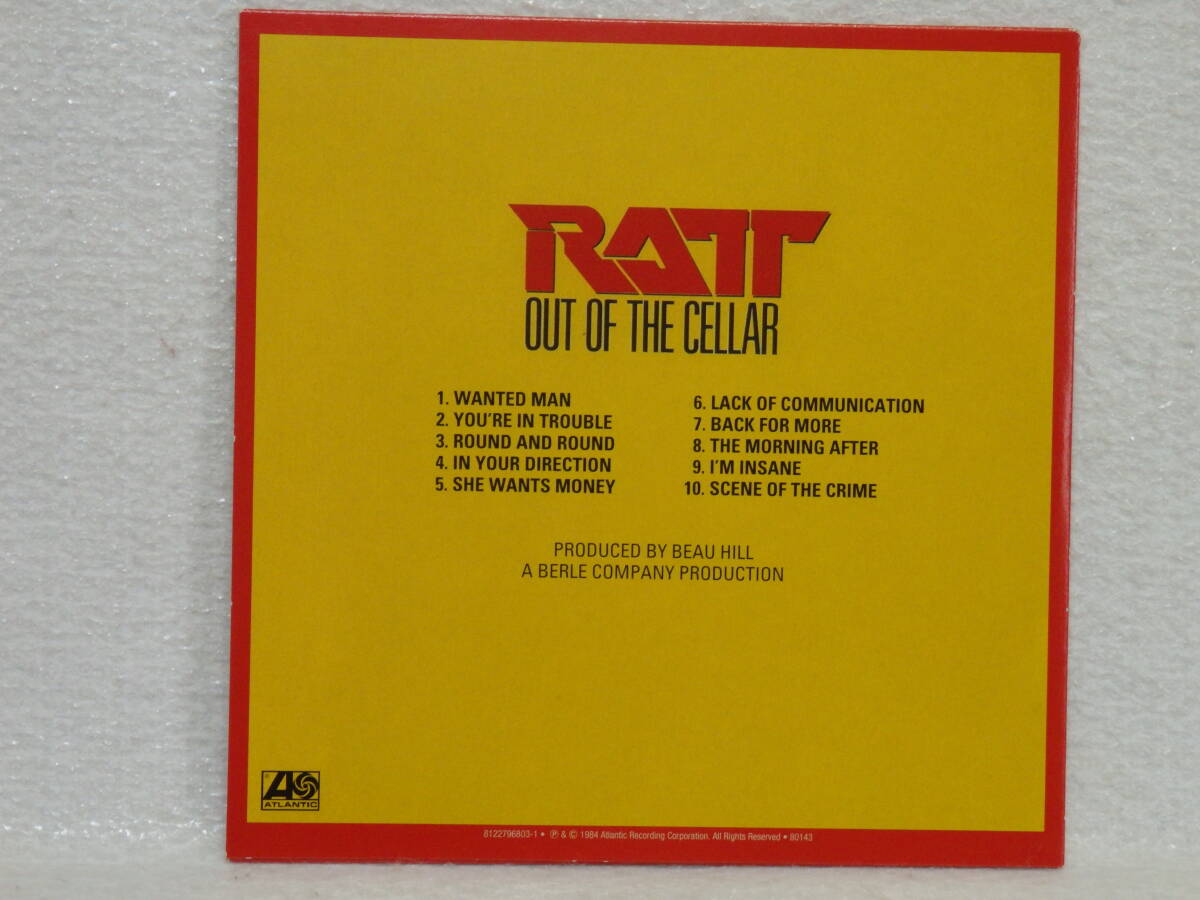 RATT
OUT OF THE CELLAR
1. WANTED MAN
2. YOU'RE IN TROUBLE
3. ROUND AND ROUND
4. IN YOUR DIRECTION
5. SHE WANTS MONEY
6. LACK OF COMMUNICATION
7. BACK FOR MORE
8. THE MORNING AFTER
9. I'M INSANE
10. SCENE OF THE CRIME
PRODUCED BY BEAU HILL
A BERLE COMPANY PRODUCTION
ATLANTIC
8122796803-1 • ℗ & © 1984 Atlantic Recording Corporation. All Rights Reserved • 80143